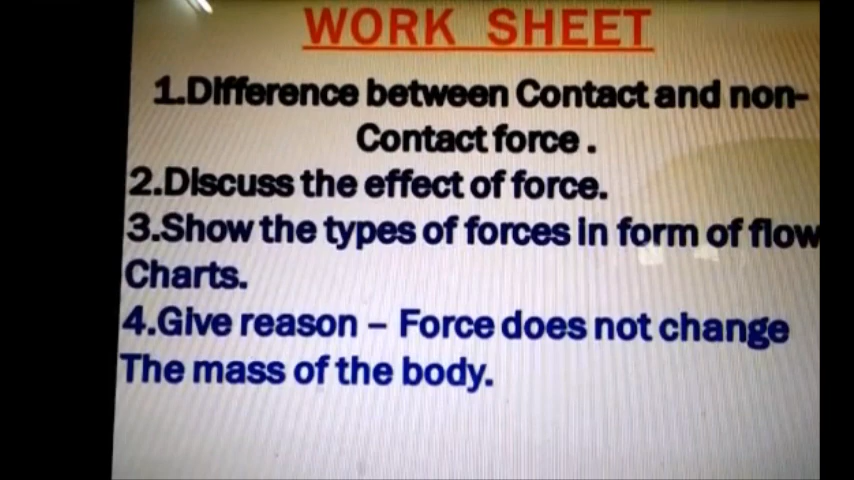 WORK SHEET
1.Difference between Contact and non-
Contact force .
2.Discuss the effect of force.
3.Show the types of forces in form of flow
Charts.
4.Give reason – Force does not change
The mass of the body.